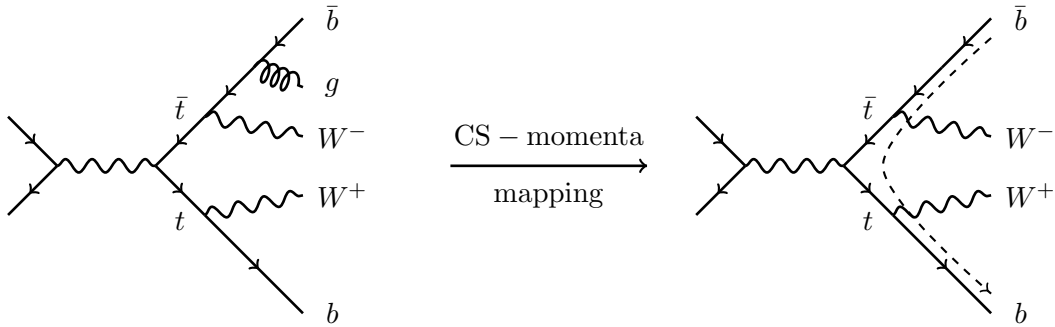 b̄
g
t̄
W⁻
W⁺
t
b
CS − momenta
mapping
b̄
t̄
W⁻
W⁺
t
b